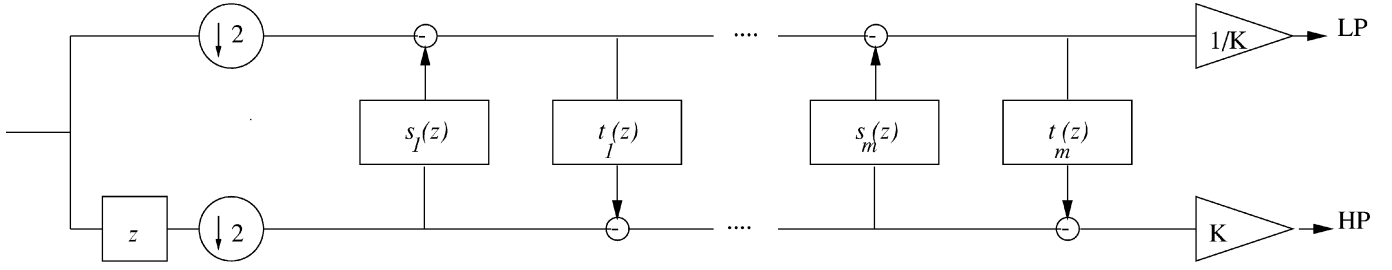 ↓ 2 - .... - 1/K LP
s1(z) t1(z) sm(z) tm(z)
z ↓ 2 - .... - K HP